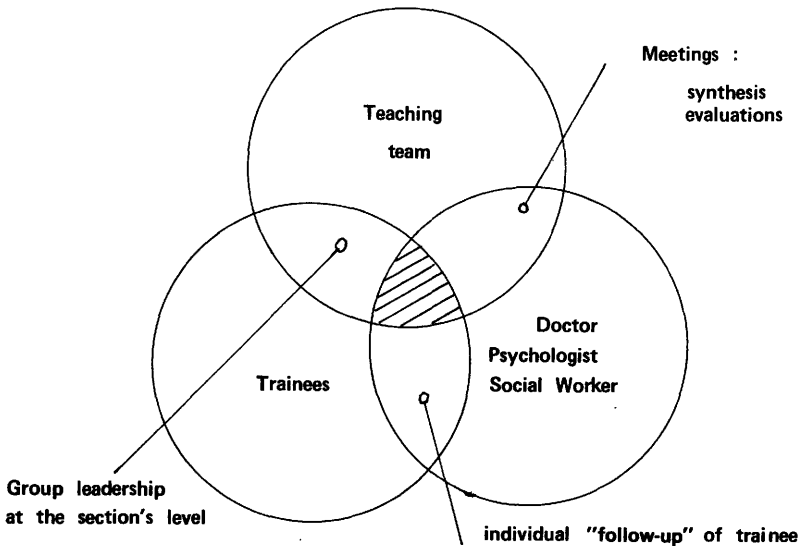 Meetings :
synthesis
evaluations
Teaching
team
Doctor
Psychologist
Social Worker
Trainees
Group leadership
at the section's level
individual "follow-up" of trainee